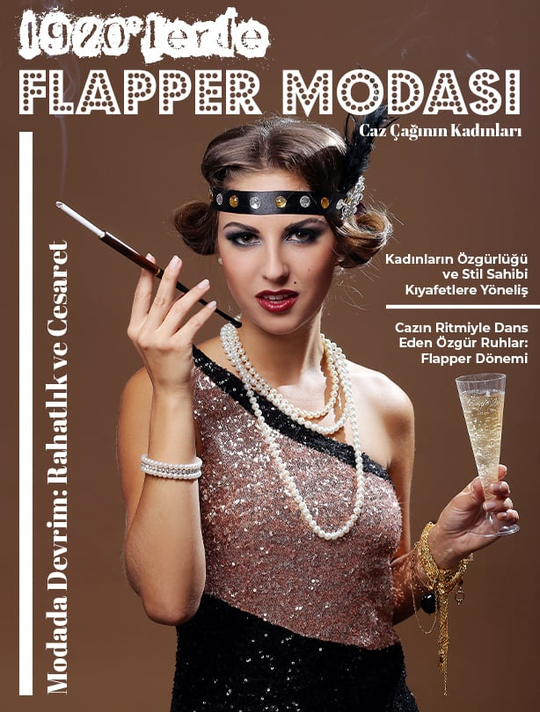 1920'lerde
FLAPPER MODASI
Caz Çağının Kadınları
Kadınların Özgürlüğü
ve Stil Sahibi
Kıyafetlere Yöneliş
Cazın Ritmiyle Dans
Eden Özgür Ruhlar:
Flapper Dönemi
Modada Devrim: Rahatlık ve Cesaret